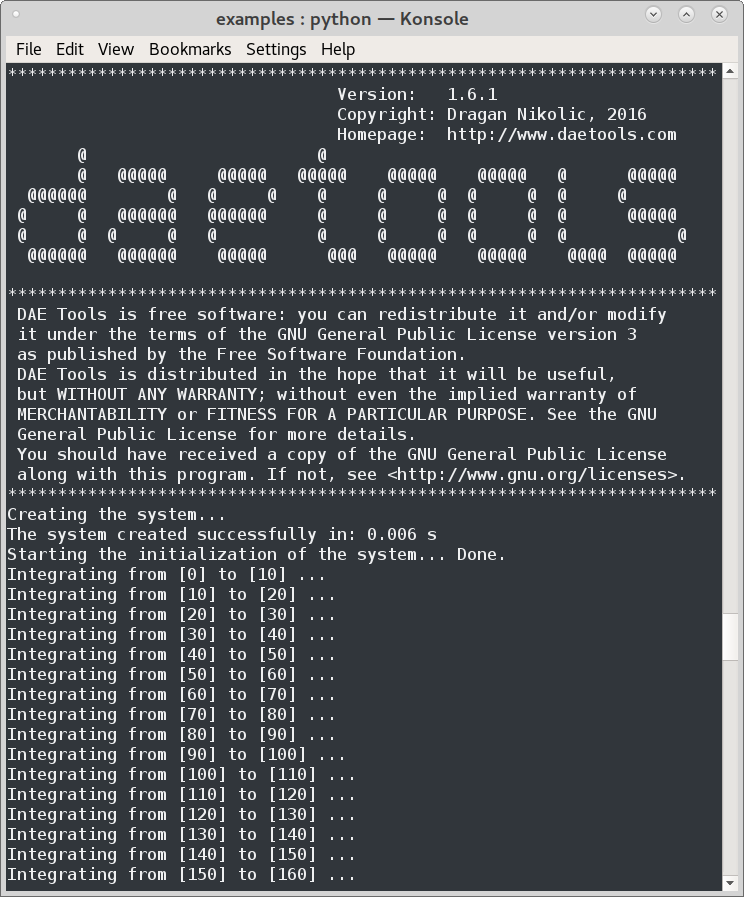 examples : python — Konsole
File Edit View Bookmarks Settings Help
***********************************************************************
                                 Version:   1.6.1
                                 Copyright: Dragan Nikolic, 2016
                                 Homepage:  http://www.daetools.com
       @                       @
       @   @@@@@     @@@@@   @@@@@    @@@@@    @@@@@   @      @@@@@
  @@@@@@        @   @     @    @     @     @  @     @  @     @
 @     @   @@@@@@   @@@@@@     @     @     @  @     @  @      @@@@@
 @     @  @     @   @          @     @     @  @     @  @           @
  @@@@@@   @@@@@@    @@@@@      @@@   @@@@@    @@@@@    @@@@  @@@@@
***********************************************************************
 DAE Tools is free software: you can redistribute it and/or modify
 it under the terms of the GNU General Public License version 3
 as published by the Free Software Foundation.
 DAE Tools is distributed in the hope that it will be useful,
 but WITHOUT ANY WARRANTY; without even the implied warranty of
 MERCHANTABILITY or FITNESS FOR A PARTICULAR PURPOSE. See the GNU
 General Public License for more details.
 You should have received a copy of the GNU General Public License
 along with this program. If not, see <http://www.gnu.org/licenses>.
***********************************************************************
Creating the system...
The system created successfully in: 0.006 s
Starting the initialization of the system... Done.
Integrating from [0] to [10] ...
Integrating from [10] to [20] ...
Integrating from [20] to [30] ...
Integrating from [30] to [40] ...
Integrating from [40] to [50] ...
Integrating from [50] to [60] ...
Integrating from [60] to [70] ...
Integrating from [70] to [80] ...
Integrating from [80] to [90] ...
Integrating from [90] to [100] ...
Integrating from [100] to [110] ...
Integrating from [110] to [120] ...
Integrating from [120] to [130] ...
Integrating from [130] to [140] ...
Integrating from [140] to [150] ...
Integrating from [150] to [160] ...